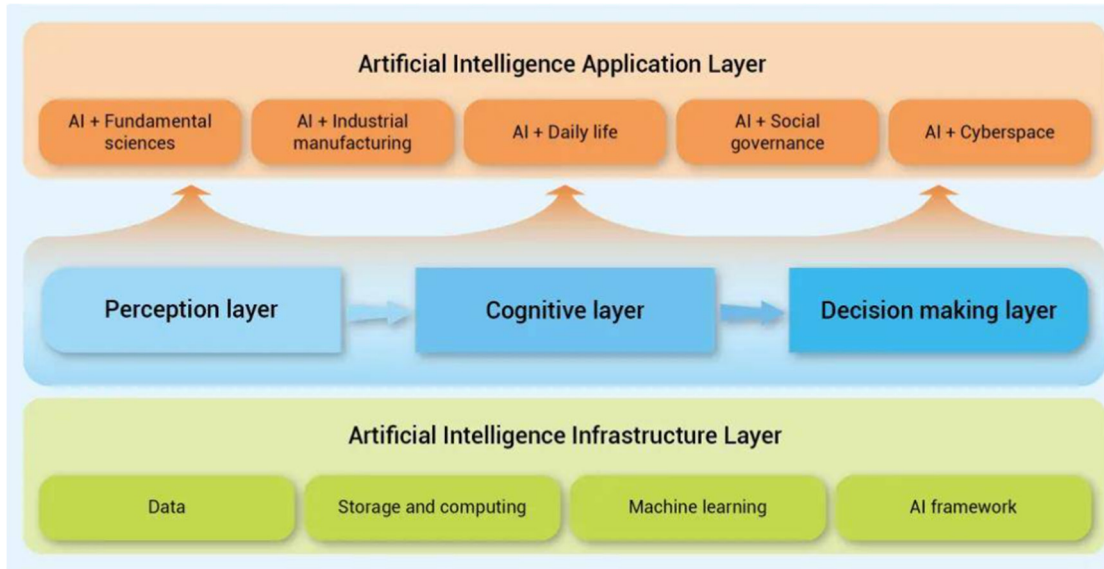 Artificial Intelligence Application Layer
AI + Fundamental
sciences
AI + Industrial
manufacturing
AI + Daily life
AI + Social
governance
AI + Cyberspace
Perception layer
Cognitive layer
Decision making layer
Artificial Intelligence Infrastructure Layer
Data
Storage and computing
Machine learning
AI framework